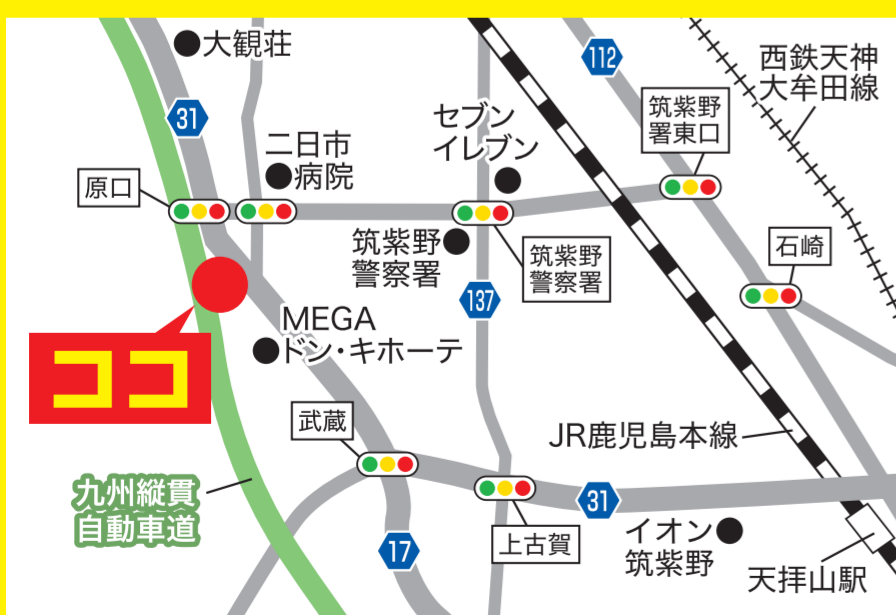 大観荘
31
112
西鉄天神
大牟田線
セブン
イレブン
筑紫野
署東口
二日市
病院
原口
筑紫野
警察署
筑紫野
警察署
石崎
137
MEGA
ドン・キホーテ
ココ
武蔵
JR鹿児島本線
九州縦貫
自動車道
31
上古賀
17
イオン
筑紫野
天拝山駅